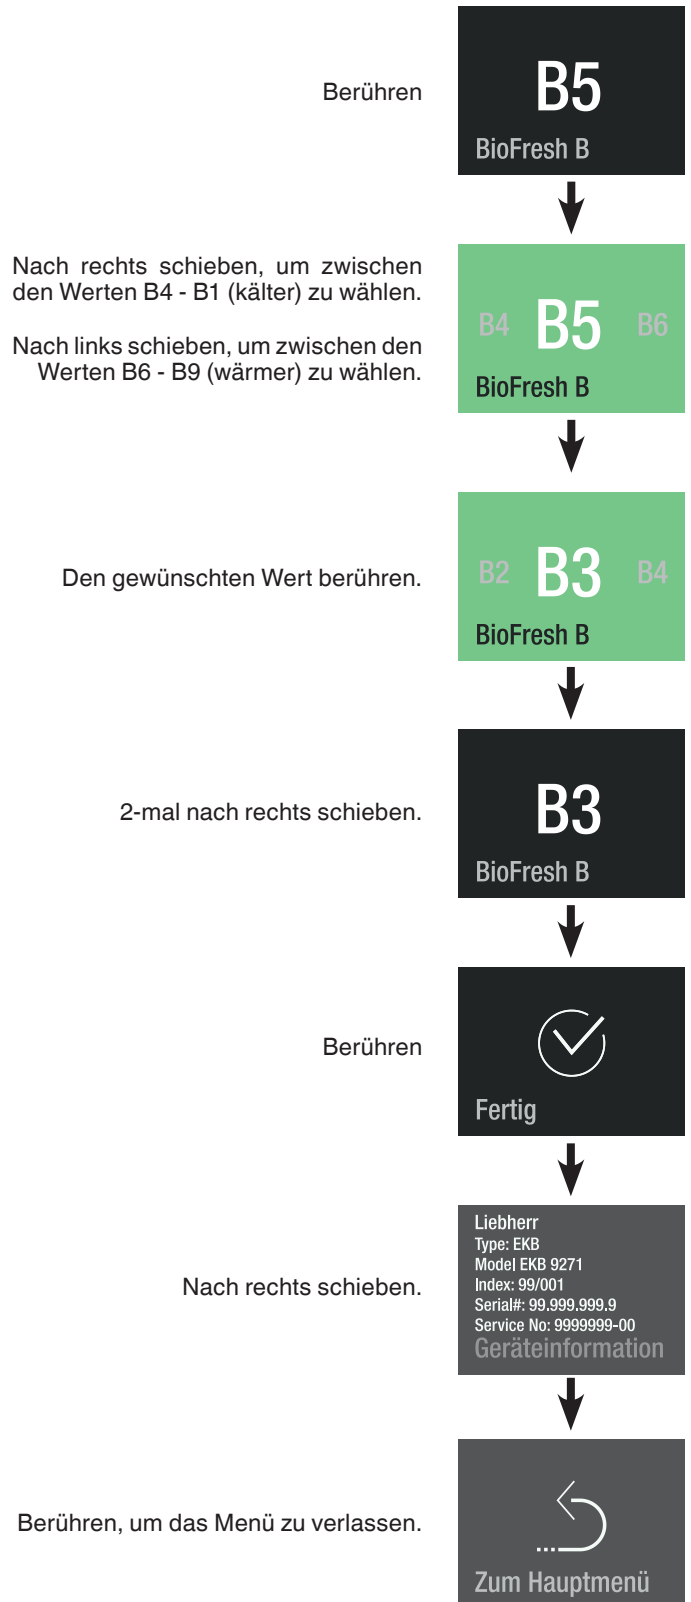 Berühren
B5
BioFresh B
Nach rechts schieben, um zwischen
den Werten B4 - B1 (kälter) zu wählen.
Nach links schieben, um zwischen den
Werten B6 - B9 (wärmer) zu wählen.
B4 B5 B6
BioFresh B
Den gewünschten Wert berühren.
B2 B3 B4
BioFresh B
2-mal nach rechts schieben.
B3
BioFresh B
Berühren
Fertig
Nach rechts schieben.
Liebherr
Type: EKB
Model EKB 9271
Index: 99/001
Serial#: 99.999.999.9
Service No: 9999999-00
Geräteinformation
Berühren, um das Menü zu verlassen.
Zum Hauptmenü